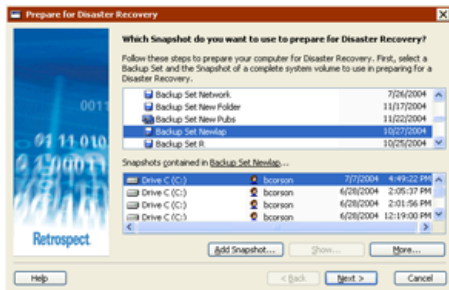 Prepare for Disaster Recovery
Which Snapshot do you want to use to prepare for Disaster Recovery?
Follow these steps to prepare your computer for Disaster Recovery. First, select a
Backup Set and the Snapshot of a complete system volume to use in preparing for a
Disaster Recovery.
Backup Set Network 7/26/2004
Backup Set New Folder 11/17/2004
Backup Set New Pubs 11/22/2004
Backup Set Newlap 10/27/2004
Backup Set R 10/25/2004
Snapshots contained in Backup Set Newlap...
Drive C (C:) bcorson 7/7/2004 4:49:22 PM
Drive C (C:) bcorson 6/28/2004 2:05:37 PM
Drive C (C:) bcorson 6/28/2004 2:01:56 PM
Drive C (C:) bcorson 6/28/2004 12:19:00 PM
Retrospect
Add Snapshot... Show... More...
Help < Back Next > Cancel